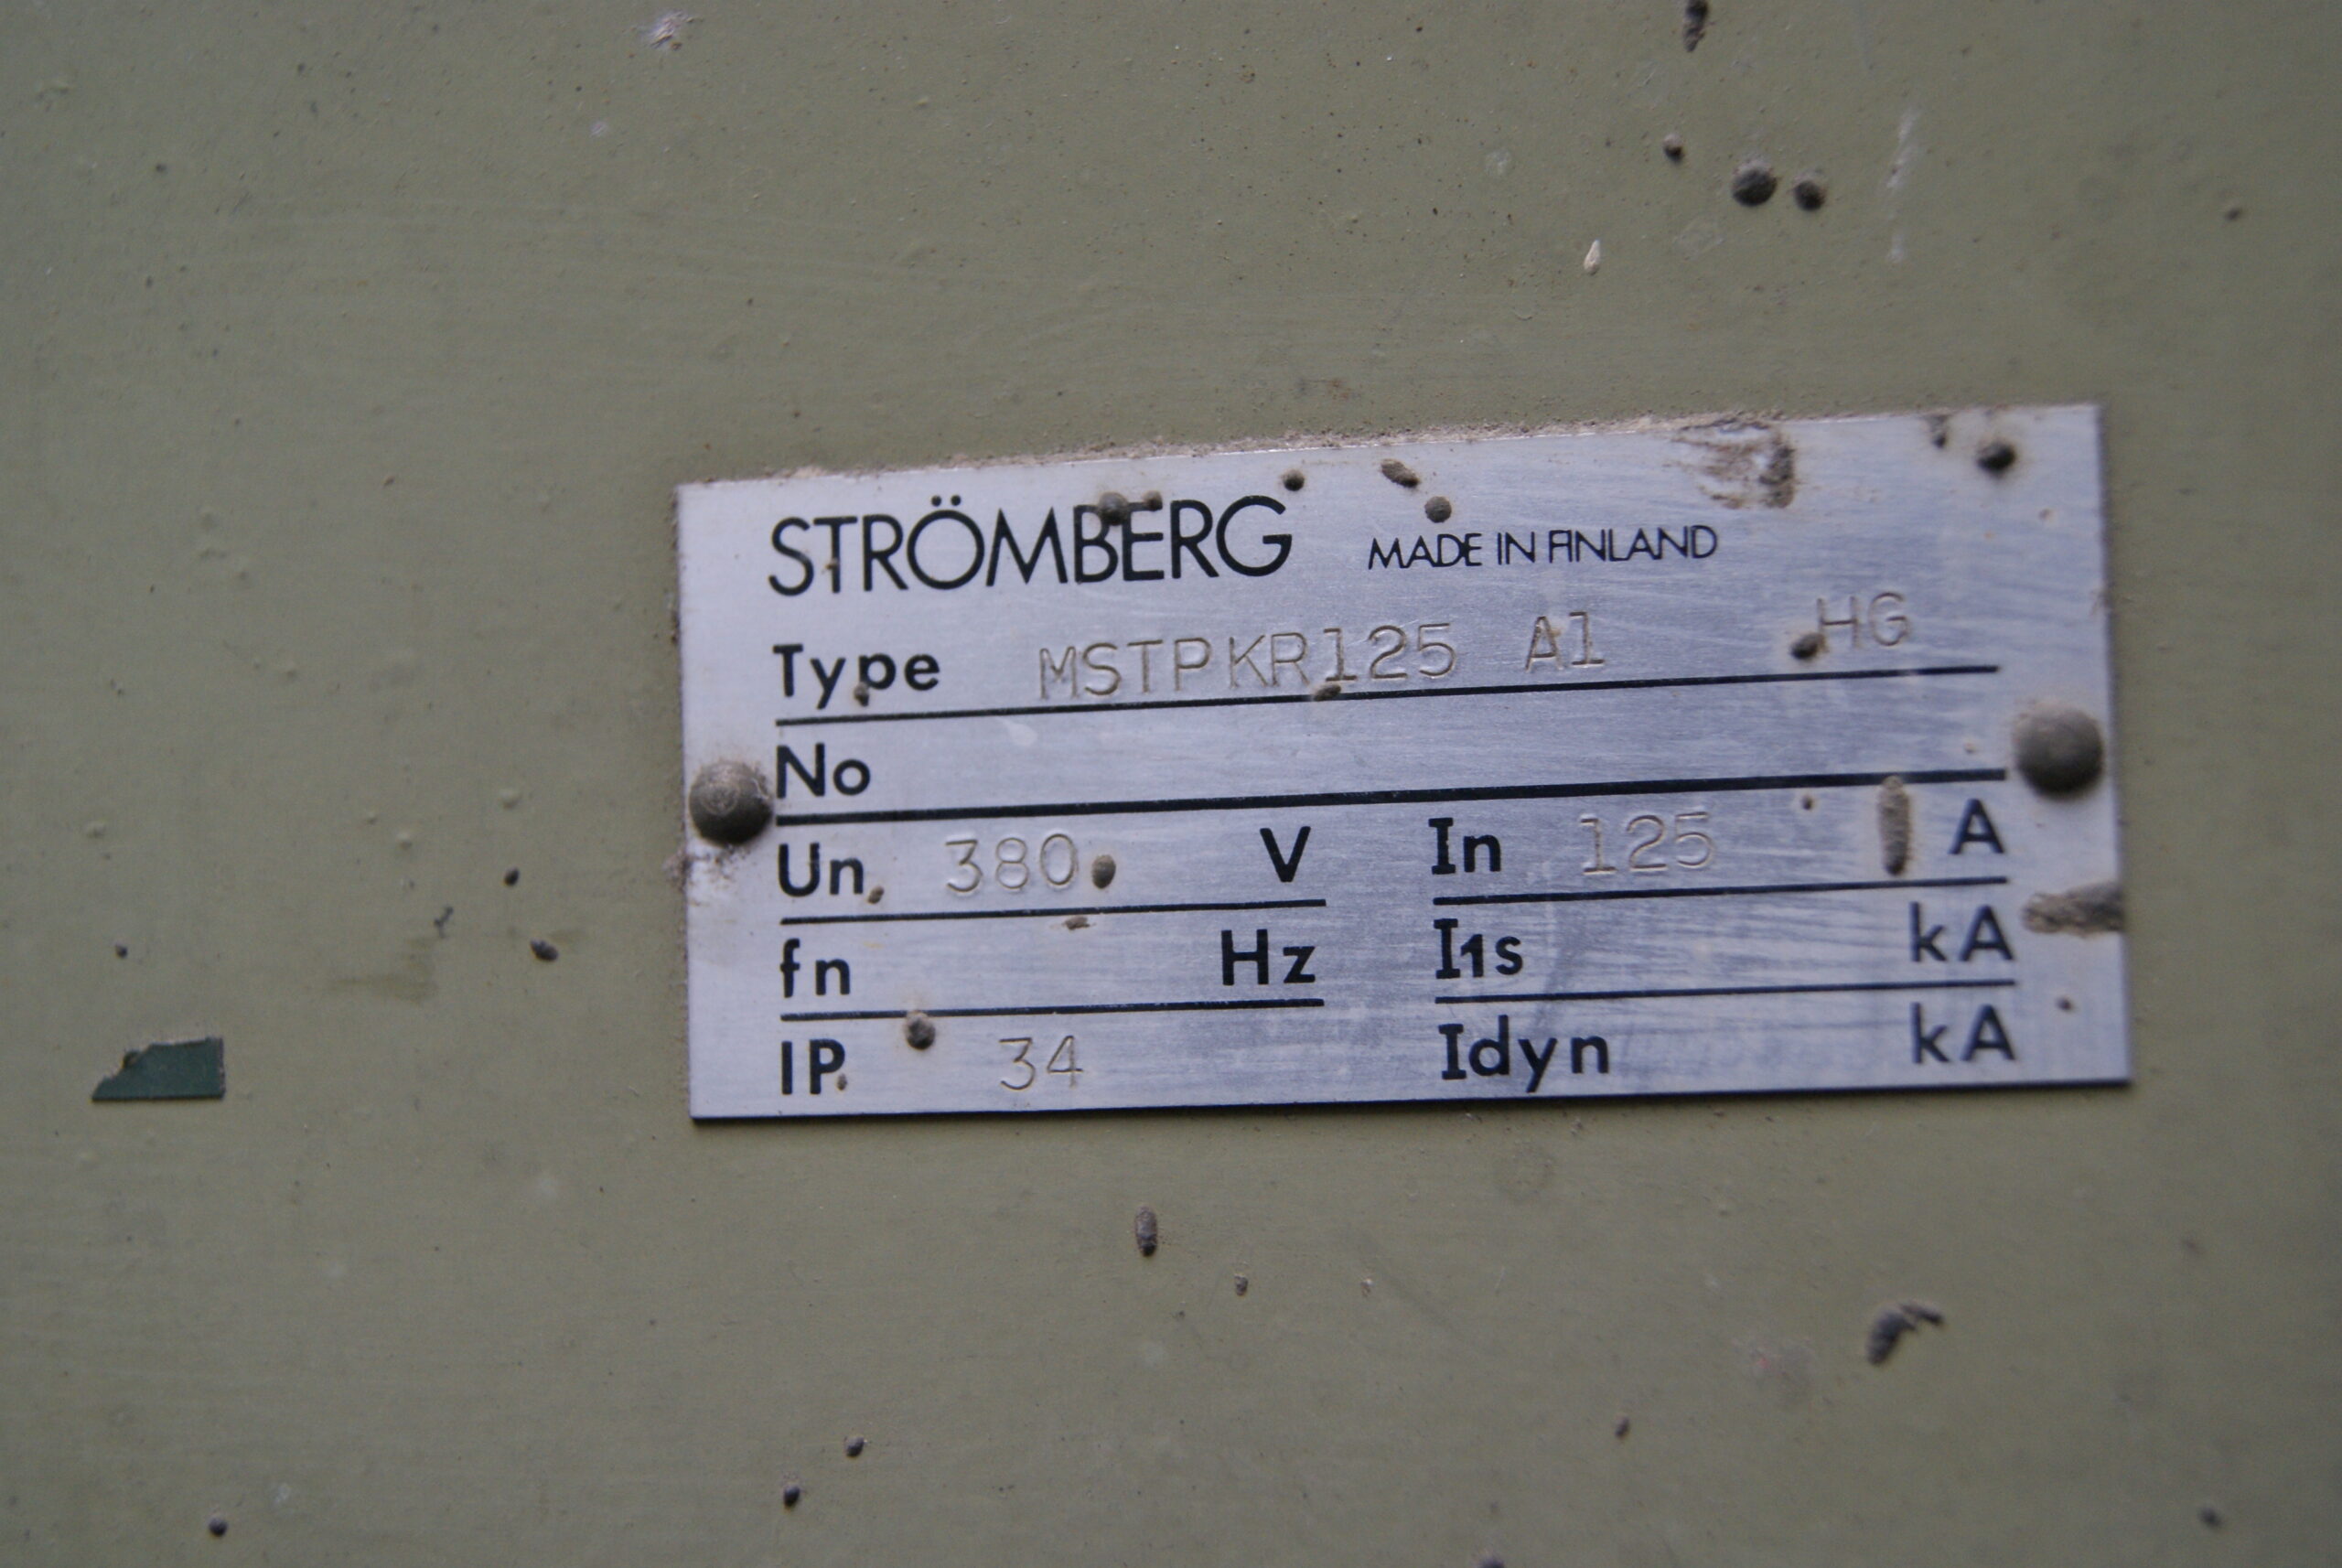 STRÖMBERG MADE IN FINLAND
Type MSTPKR125 A1 HG
No
Un 380 V In 125 A
fn Hz I1s kA
IP 34 Idyn kA